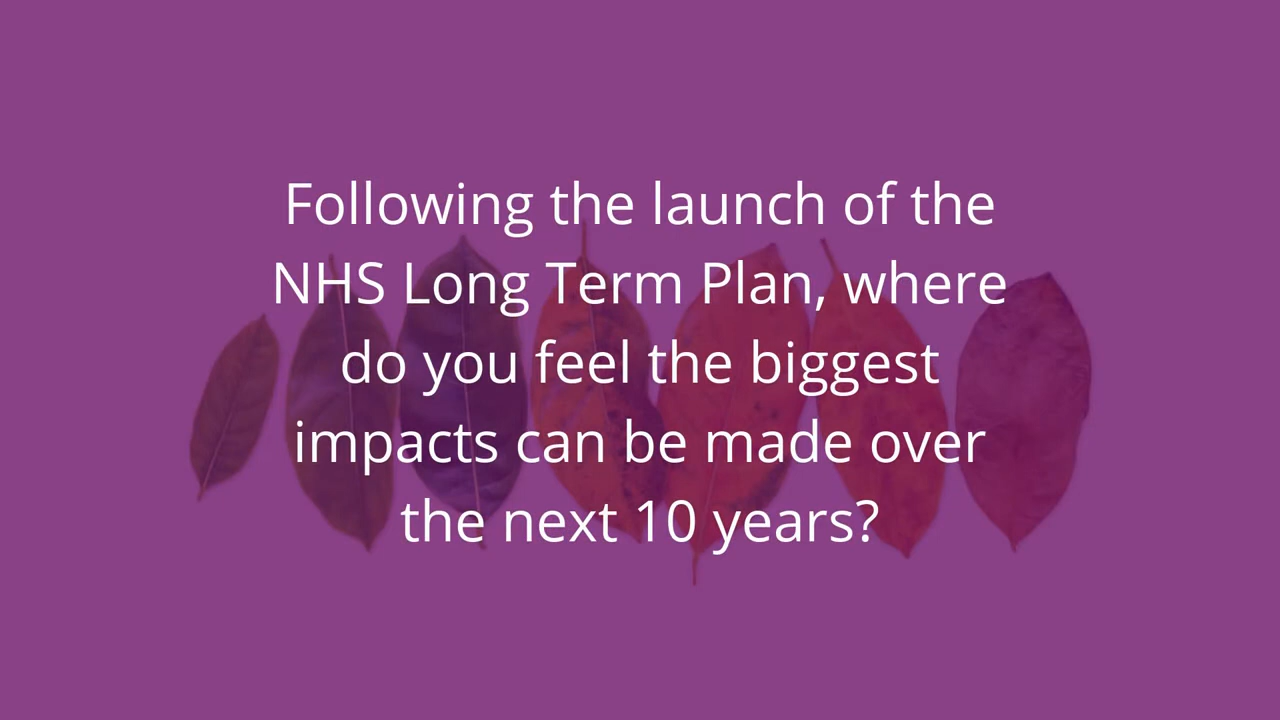 Following the launch of the
NHS Long Term Plan, where
do you feel the biggest
impacts can be made over
the next 10 years?